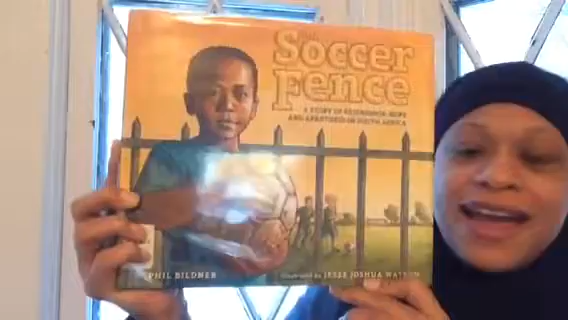 The
Soccer
Fence
A STORY OF FRIENDSHIP, HOPE
AND APARTHEID IN SOUTH AFRICA
PHIL BILDNER
illustrated by JESSE JOSHUA WATSON